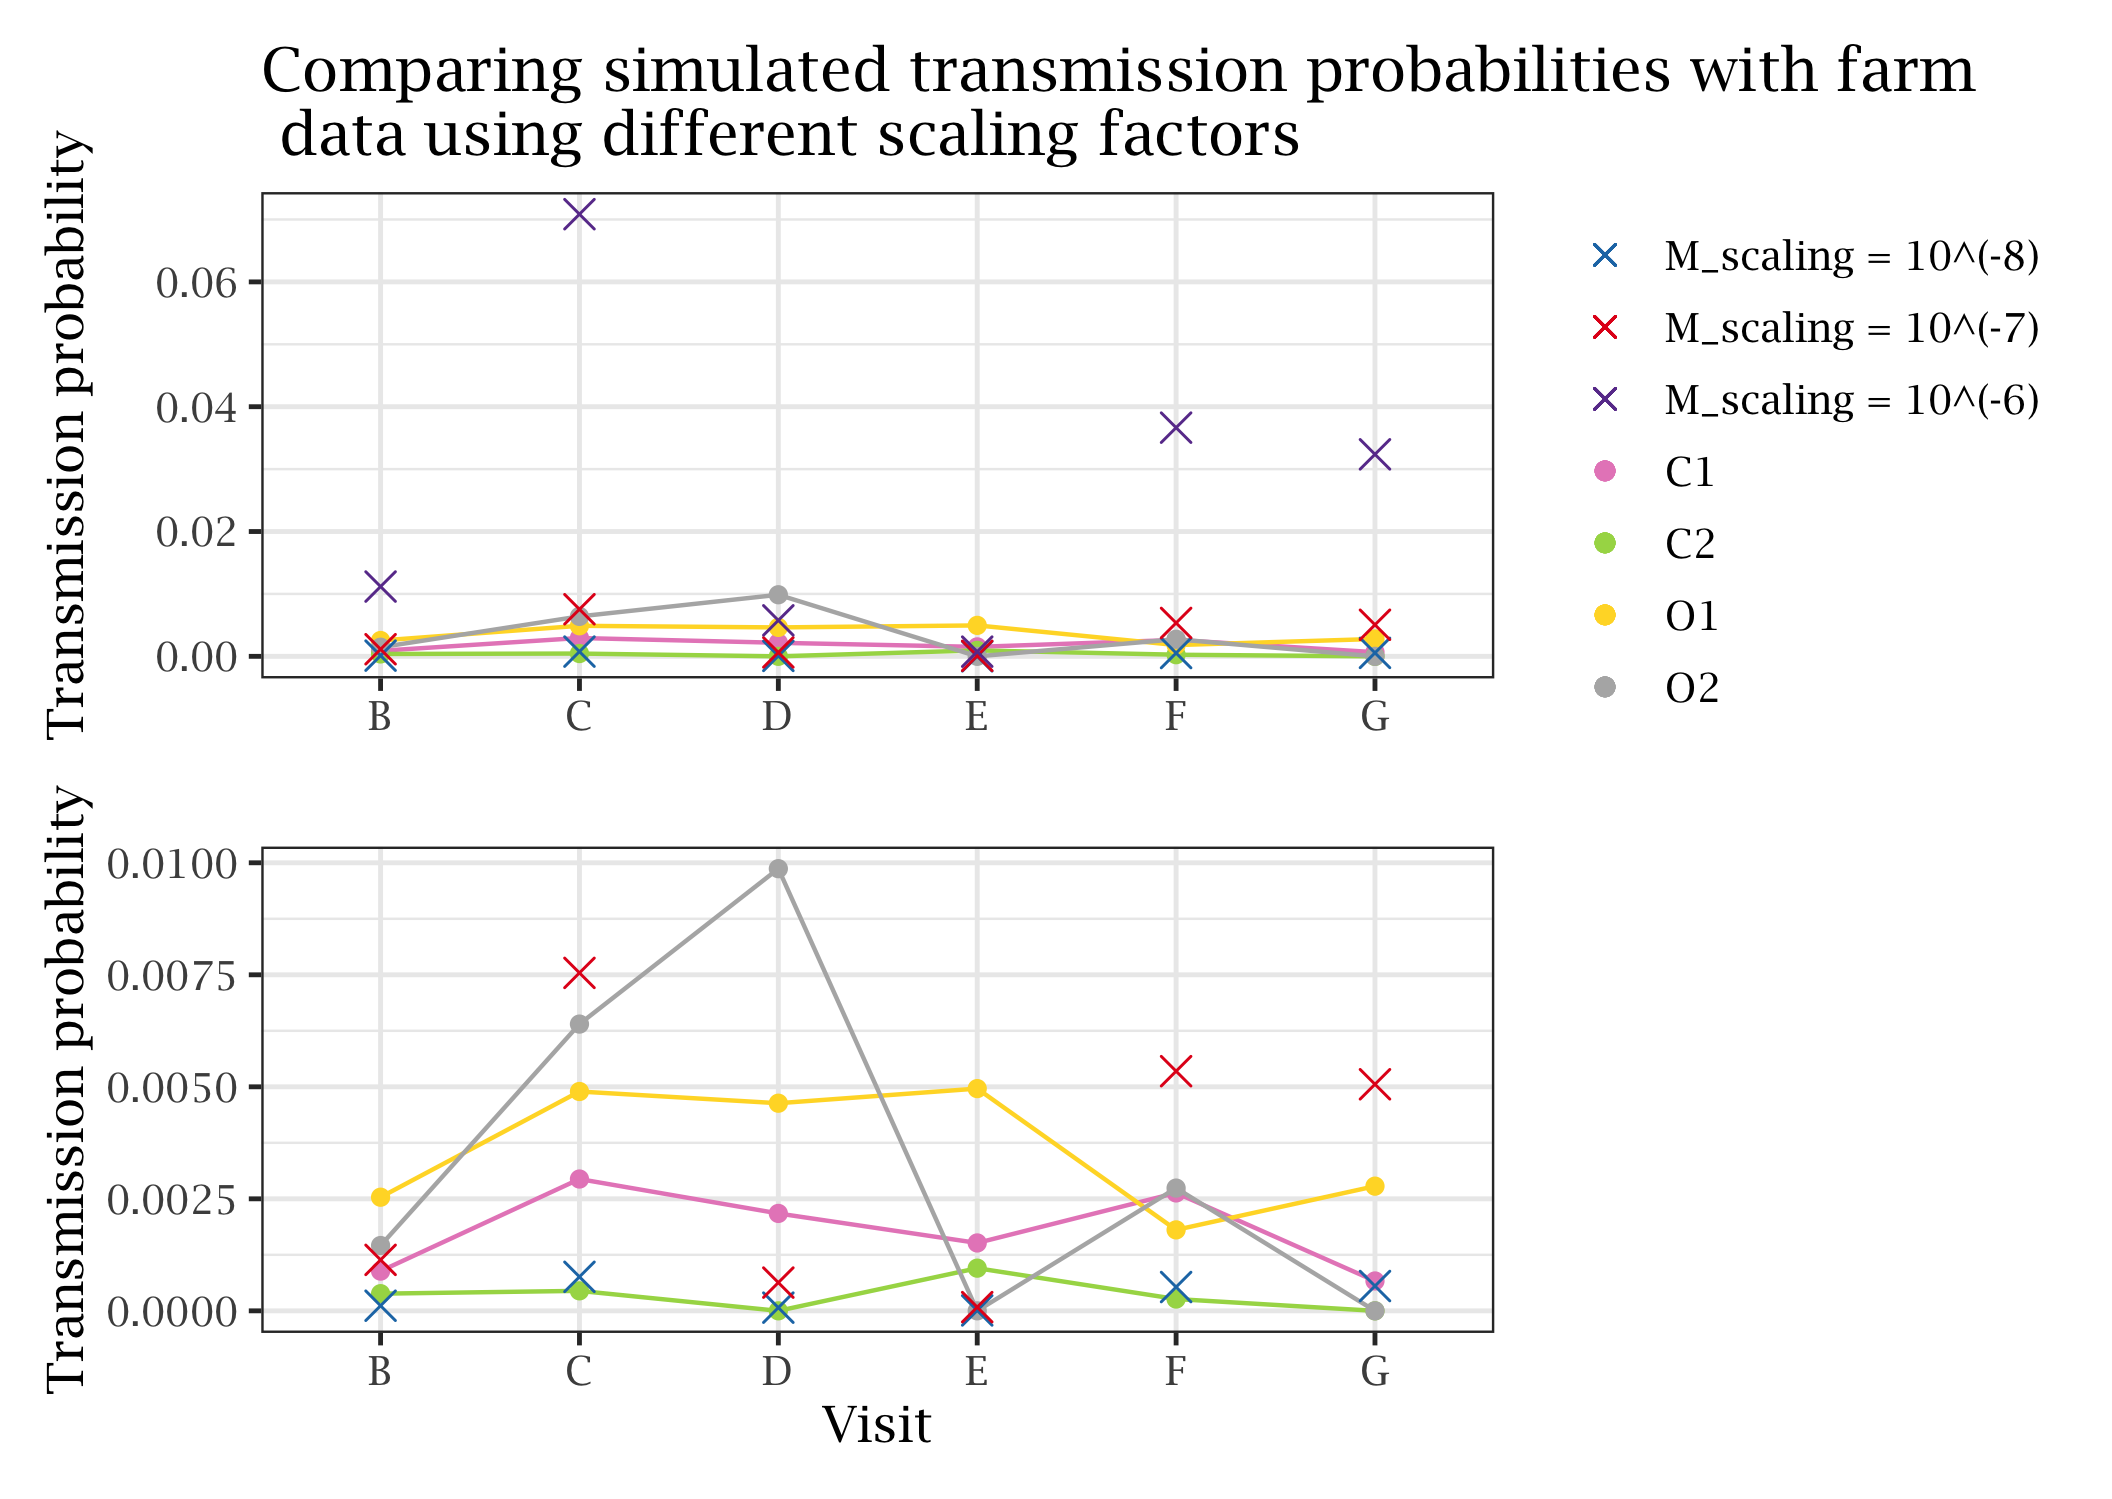 Comparing simulated transmission probabilities with farm
data using different scaling factors
Transmission probability
0.06
0.04
0.02
0.00
B C D E F G
M_scaling = 10^(-8)
M_scaling = 10^(-7)
M_scaling = 10^(-6)
C1
C2
O1
O2
Transmission probability
0.0100
0.0075
0.0050
0.0025
0.0000
B C D E F G
Visit